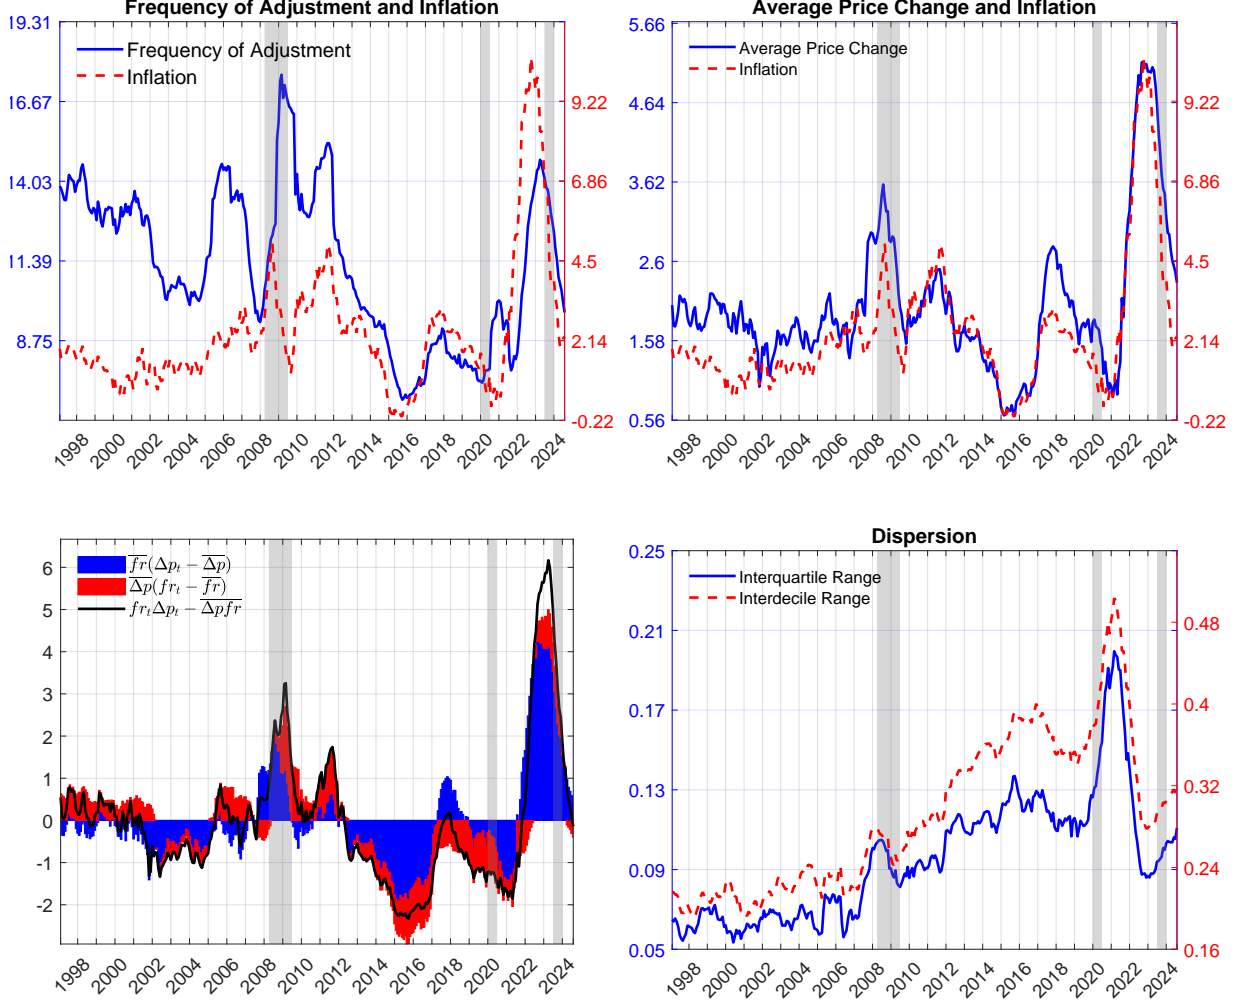 Frequency of Adjustment and Inflation
19.31
16.67
14.03
11.39
8.75
Frequency of Adjustment
Inflation
9.22
6.86
4.5
2.14
-0.22
1998 2000 2002 2004 2006 2008 2010 2012 2014 2016 2018 2020 2022 2024
Average Price Change and Inflation
5.66
4.64
3.62
2.6
1.58
0.56
Average Price Change
Inflation
9.22
6.86
4.5
2.14
-0.22
1998 2000 2002 2004 2006 2008 2010 2012 2014 2016 2018 2020 2022 2024
6
5
4
3
2
1
0
-1
-2
$\overline{fr}(\Delta p_t - \overline{\Delta p})$
$\overline{\Delta p}(fr_t - \overline{fr})$
$fr_t \Delta p_t - \overline{\Delta p fr}$
1998 2000 2002 2004 2006 2008 2010 2012 2014 2016 2018 2020 2022 2024
Dispersion
0.25
0.21
0.17
0.13
0.09
0.05
Interquartile Range
Interdecile Range
0.48
0.4
0.32
0.24
0.16
1998 2000 2002 2004 2006 2008 2010 2012 2014 2016 2018 2020 2022 2024